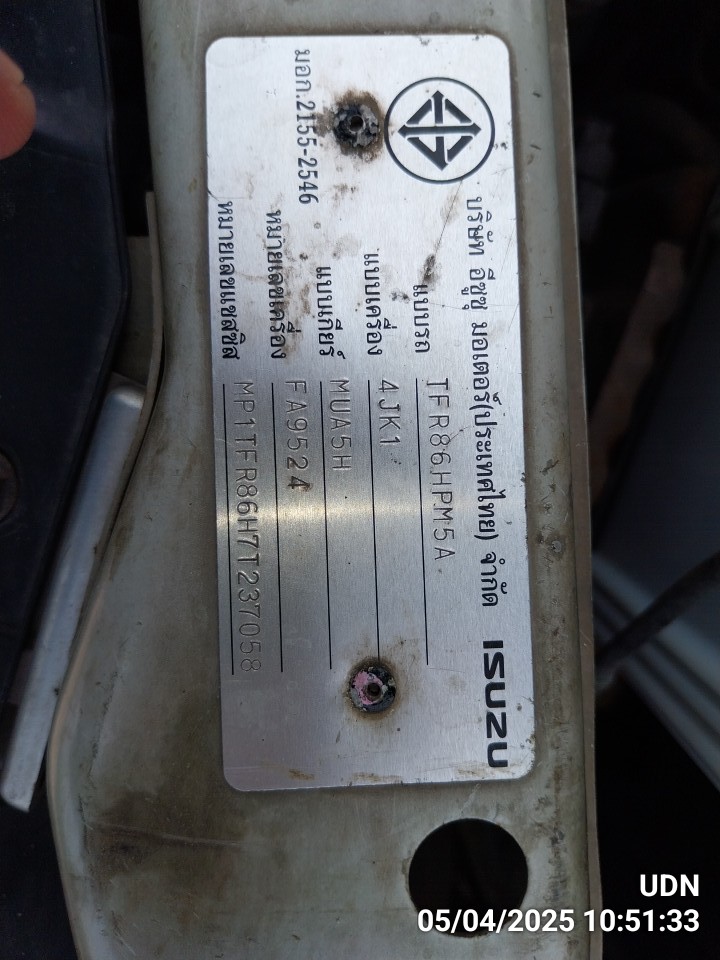 บริษัท อีซูซุ มอเตอร์(ประเทศไทย) จำกัด ISUZU
แบบรถ TFR86HPM5A
แบบเครื่อง 4JK1
แบบเกียร์ MUA5H
หมายเลขเครื่อง FA9524
หมายเลขแชสซีส์ MP1TFR86H7T237058
มอก.2155-2546
UDN
05/04/2025 10:51:33